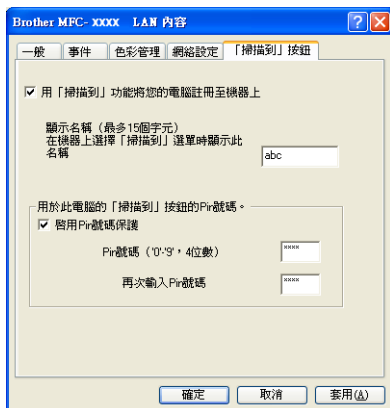 Brother MFC- XXXX LAN 內容
一般 事件 色彩管理 網絡設定 「掃描到」按鈕
用「掃描到」功能將您的電腦註冊至機器上
顯示名稱（最多15個字元）
在機器上選擇「掃描到」選單時顯示此
名稱
abc
用於此電腦的「掃描到」按鈕的Pin號碼。
啓用Pin號碼保護
Pin號碼（'0'-'9'，4位數）
××××
再次輸入Pin號碼
××××
確定 取消 套用(A)